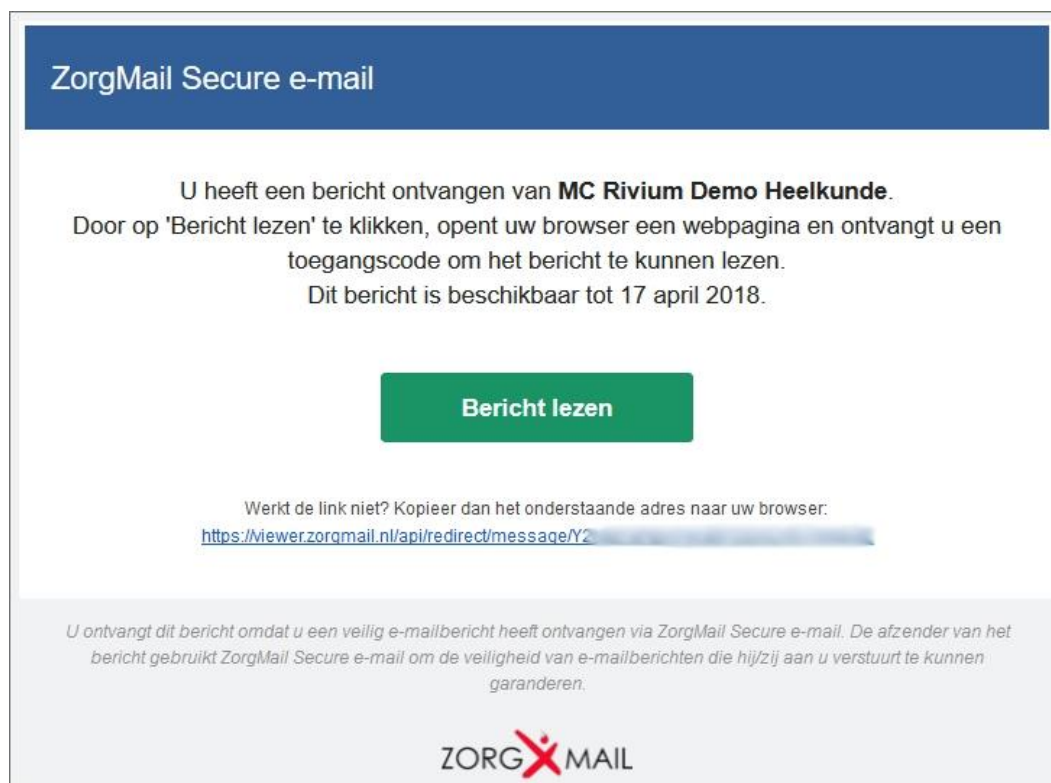 ZorgMail Secure e-mail
U heeft een bericht ontvangen van MC Rivium Demo Heelkunde.
Door op 'Bericht lezen' te klikken, opent uw browser een webpagina en ontvangt u een
toegangscode om het bericht te kunnen lezen.
Dit bericht is beschikbaar tot 17 april 2018.
Bericht lezen
Werkt de link niet? Kopieer dan het onderstaande adres naar uw browser:
https://viewer.zorgmail.nl/api/redirect/message/Y2
U ontvangt dit bericht omdat u een veilig e-mailbericht heeft ontvangen via ZorgMail Secure e-mail. De afzender van het
bericht gebruikt ZorgMail Secure e-mail om de veiligheid van e-mailberichten die hij/zij aan u verstuurt te kunnen
garanderen.
ZORG MAIL